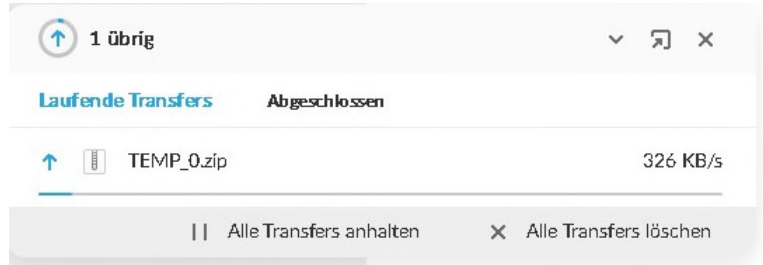 1 übrig
Laufende Transfers Abgeschlossen
TEMP_0.zip 326 KB/s
Alle Transfers anhalten Alle Transfers löschen